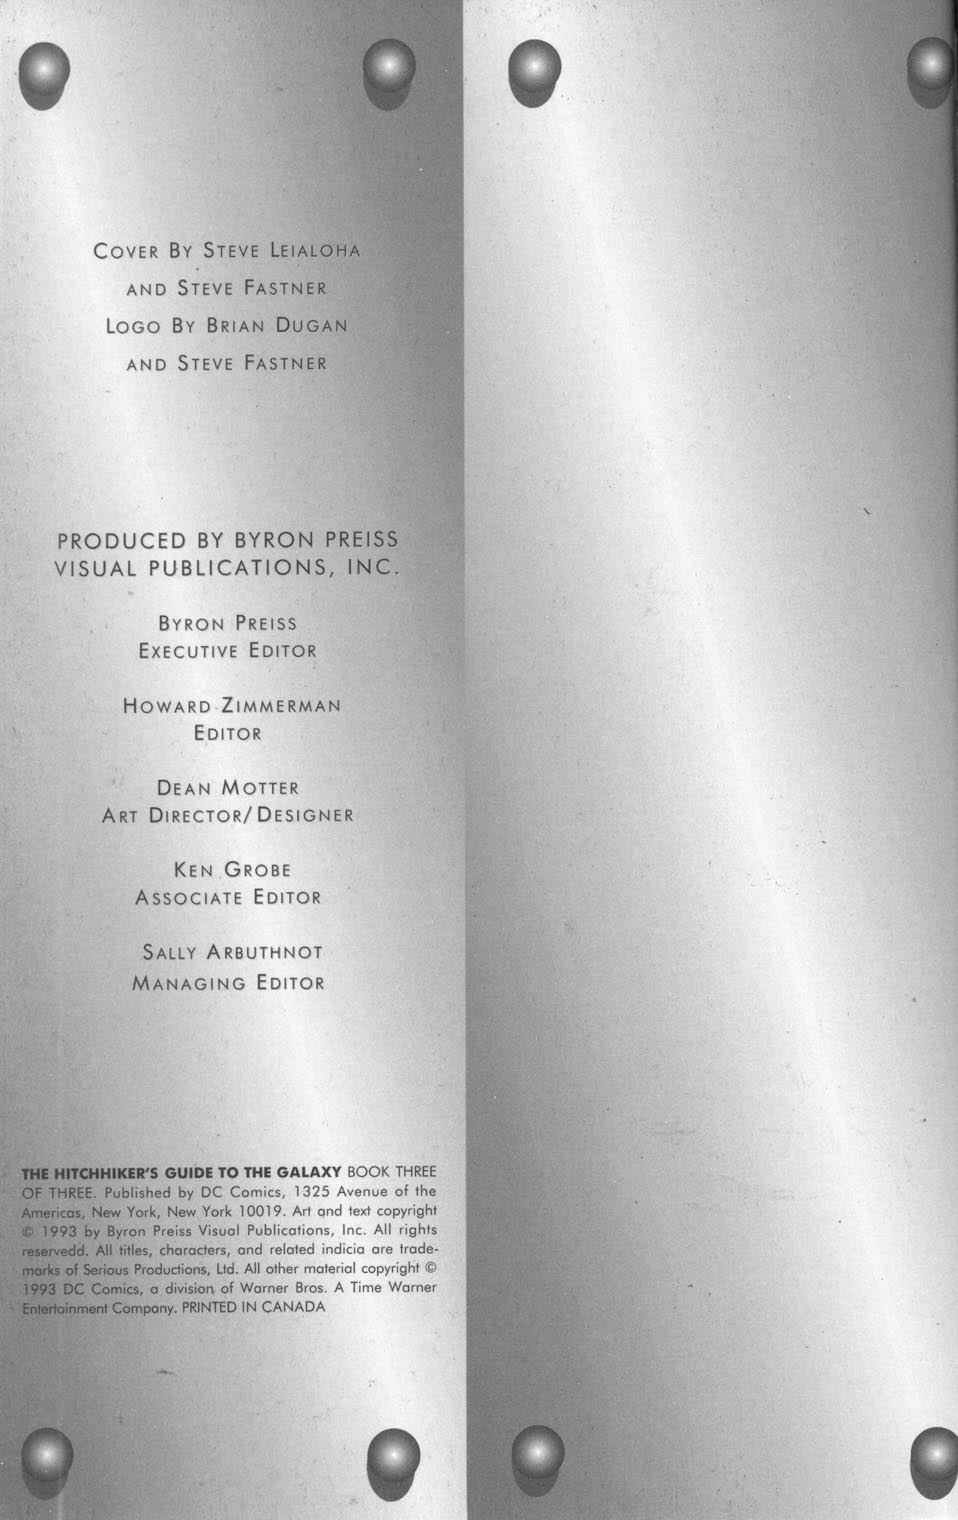 Cover By Steve Leialoha
and Steve Fastner
Logo By Brian Dugan
and Steve Fastner
PRODUCED BY BYRON PREISS
VISUAL PUBLICATIONS, INC.
Byron Preiss
Executive Editor
Howard Zimmerman
Editor
Dean Motter
Art Director/Designer
Ken Grobe
Associate Editor
Sally Arbuthnot
Managing Editor
THE HITCHHIKER'S GUIDE TO THE GALAXY BOOK THREE
OF THREE. Published by DC Comics, 1325 Avenue of the
Americas, New York, New York 10019. Art and text copyright
© 1993 by Byron Preiss Visual Publications, Inc. All rights
reservedd. All titles, characters, and related indicia are trade-
marks of Serious Productions, Ltd. All other material copyright ©
1993 DC Comics, a division of Warner Bros. A Time Warner
Entertainment Company. PRINTED IN CANADA